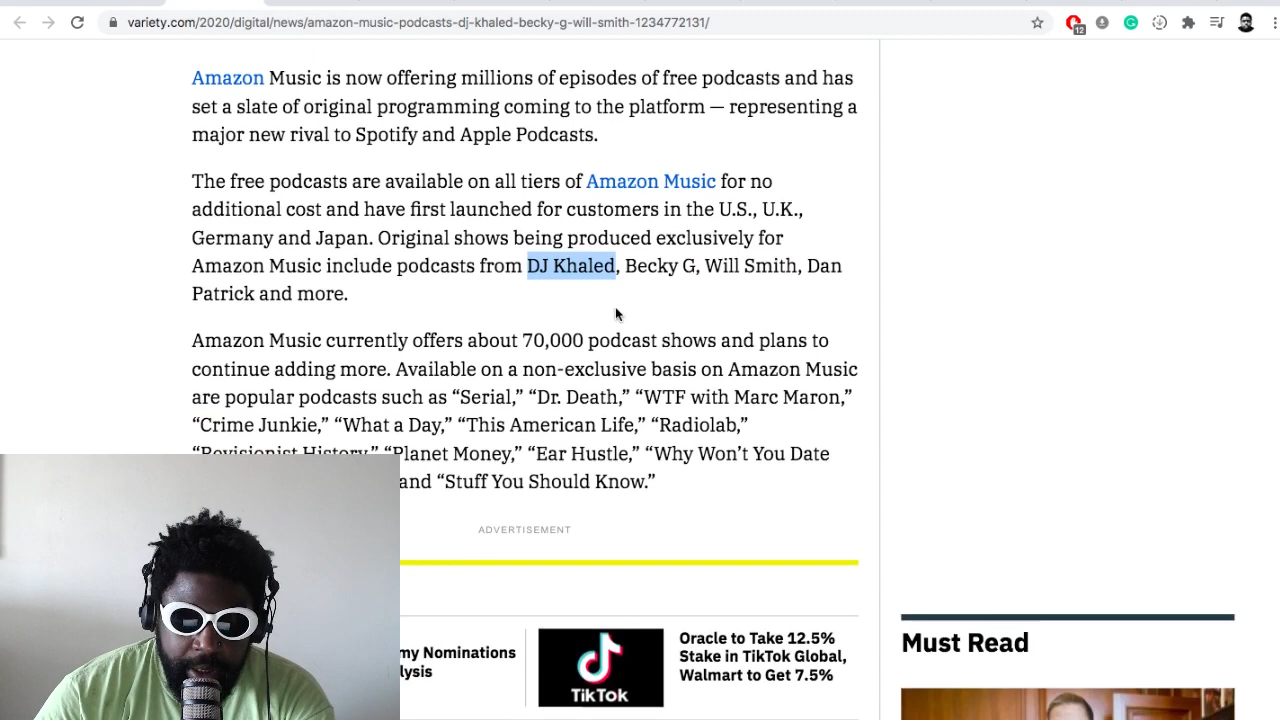 variety.com/2020/digital/news/amazon-music-podcasts-dj-khaled-becky-g-will-smith-1234772131/
12
Amazon Music is now offering millions of episodes of free podcasts and has
set a slate of original programming coming to the platform — representing a
major new rival to Spotify and Apple Podcasts.
The free podcasts are available on all tiers of Amazon Music for no
additional cost and have first launched for customers in the U.S., U.K.,
Germany and Japan. Original shows being produced exclusively for
Amazon Music include podcasts from DJ Khaled, Becky G, Will Smith, Dan
Patrick and more.
Amazon Music currently offers about 70,000 podcast shows and plans to
continue adding more. Available on a non-exclusive basis on Amazon Music
are popular podcasts such as “Serial,” “Dr. Death,” “WTF with Marc Maron,”
“Crime Junkie,” “What a Day,” “This American Life,” “Radiolab,”
“Revisionist History,” “Planet Money,” “Ear Hustle,” “Why Won’t You Date
and “Stuff You Should Know.”
ADVERTISEMENT
my Nominations
lysis
TikTok
Oracle to Take 12.5%
Stake in TikTok Global,
Walmart to Get 7.5%
Must Read